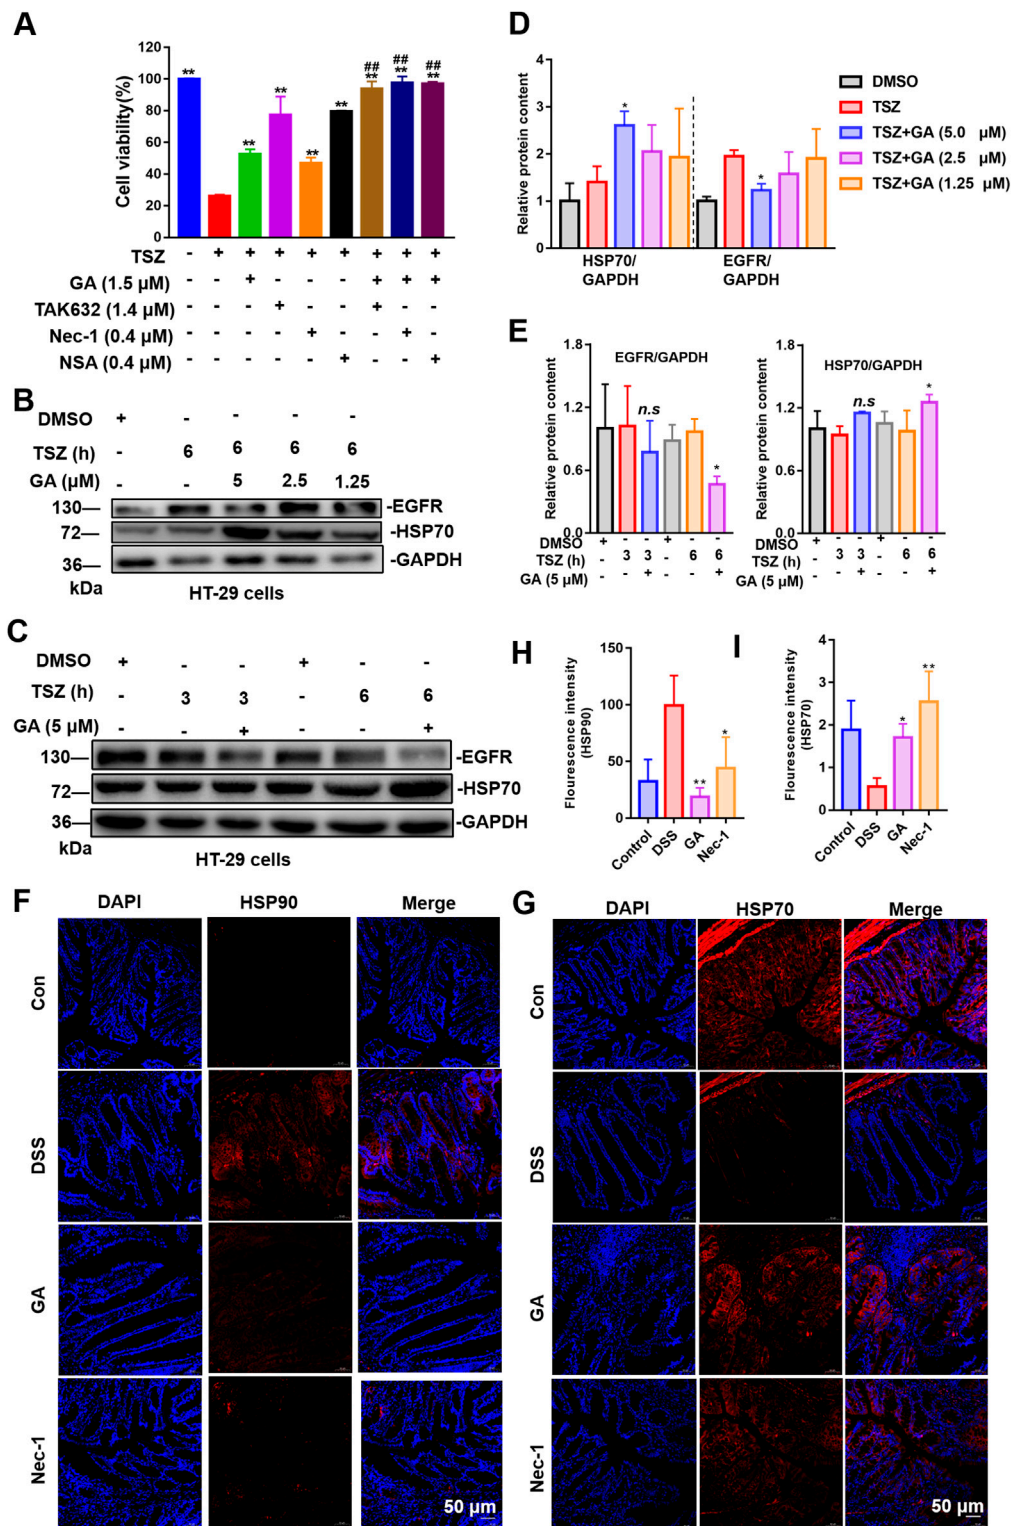 A
Cell viability(%)
120
100
80
60
40
20
0
** ** ** ** ** ## ** ## ** ## **
TSZ - + + + + + + + +
GA (1.5 μM) - - + - - - + + +
TAK632 (1.4 μM) - - - + - - + - -
Nec-1 (0.4 μM) - - - - + - - + -
NSA (0.4 μM) - - - - - + - - +
B
DMSO + - - - -
TSZ (h) - 6 6 6 6
GA (μM) - - 5 2.5 1.25
130 -EGFR
72 -HSP70
36 -GAPDH
kDa
HT-29 cells
C
DMSO + - - + - -
TSZ (h) - 3 3 - 6 6
GA (5 μM) - - + - - +
130 -EGFR
72 -HSP70
36 -GAPDH
kDa
HT-29 cells
D
Relative protein content
4
3
2
1
0
* *
HSP70/ GAPDH
EGFR/ GAPDH
DMSO
TSZ
TSZ+GA (5.0 μM)
TSZ+GA (2.5 μM)
TSZ+GA (1.25 μM)
E
Relative protein content
1.8
1.2
0.6
0.0
EGFR/GAPDH
n.s *
DMSO + - - + - -
TSZ (h) - 3 3 - 6 6
GA (5 μM) - - + - - +
Relative protein content
1.8
1.2
0.6
0.0
HSP70/GAPDH
n.s *
DMSO + - - + - -
TSZ (h) - 3 3 - 6 6
GA (5 μM) - - + - - +
H
Flourescence intensity
(HSP90)
150
100
50
0
** *
Control DSS GA Nec-1
I
Flourescence intensity
(HSP70)
4
3
2
1
0
* **
Control DSS GA Nec-1
F
DAPI HSP90 Merge
Con
DSS
GA
Nec-1
50 μm
G
DAPI HSP70 Merge
Con
DSS
GA
Nec-1
50 μm